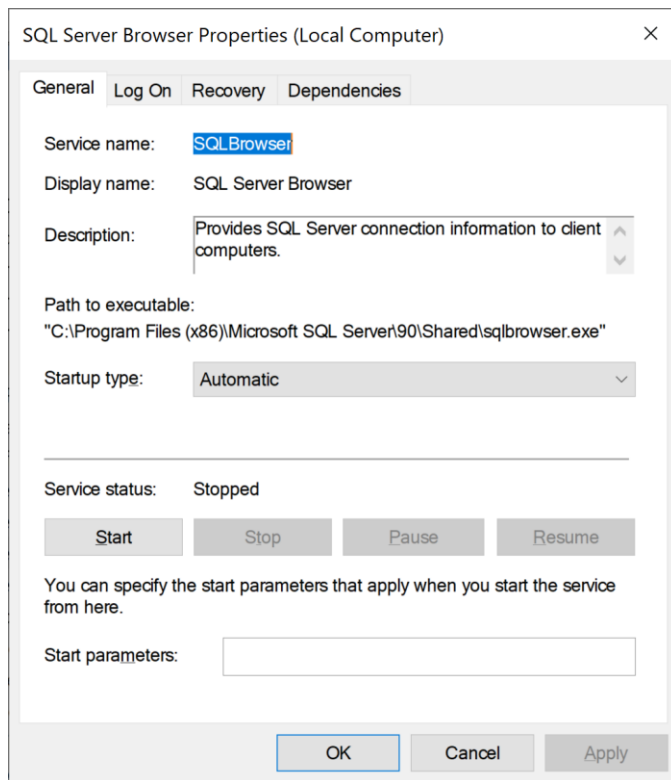 SQL Server Browser Properties (Local Computer)
General Log On Recovery Dependencies
Service name: SQLBrowser
Display name: SQL Server Browser
Description: Provides SQL Server connection information to client
computers.
Path to executable:
"C:\Program Files (x86)\Microsoft SQL Server\90\Shared\sqlbrowser.exe"
Startup type: Automatic
Service status: Stopped
Start Stop Pause Resume
You can specify the start parameters that apply when you start the service
from here.
Start parameters:
OK Cancel Apply